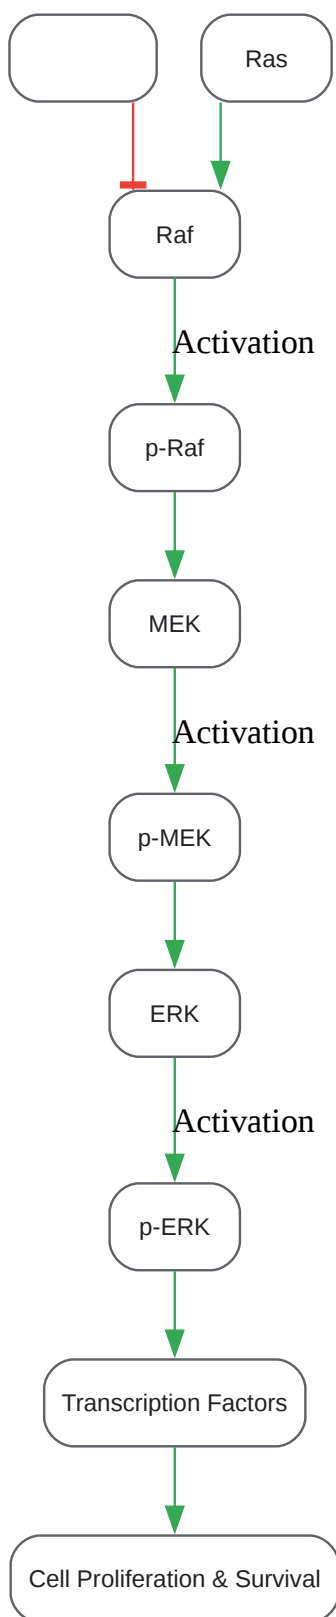 Ras
Raf
Activation
p-Raf
MEK
Activation
p-MEK
ERK
Activation
p-ERK
Transcription Factors
Cell Proliferation & Survival